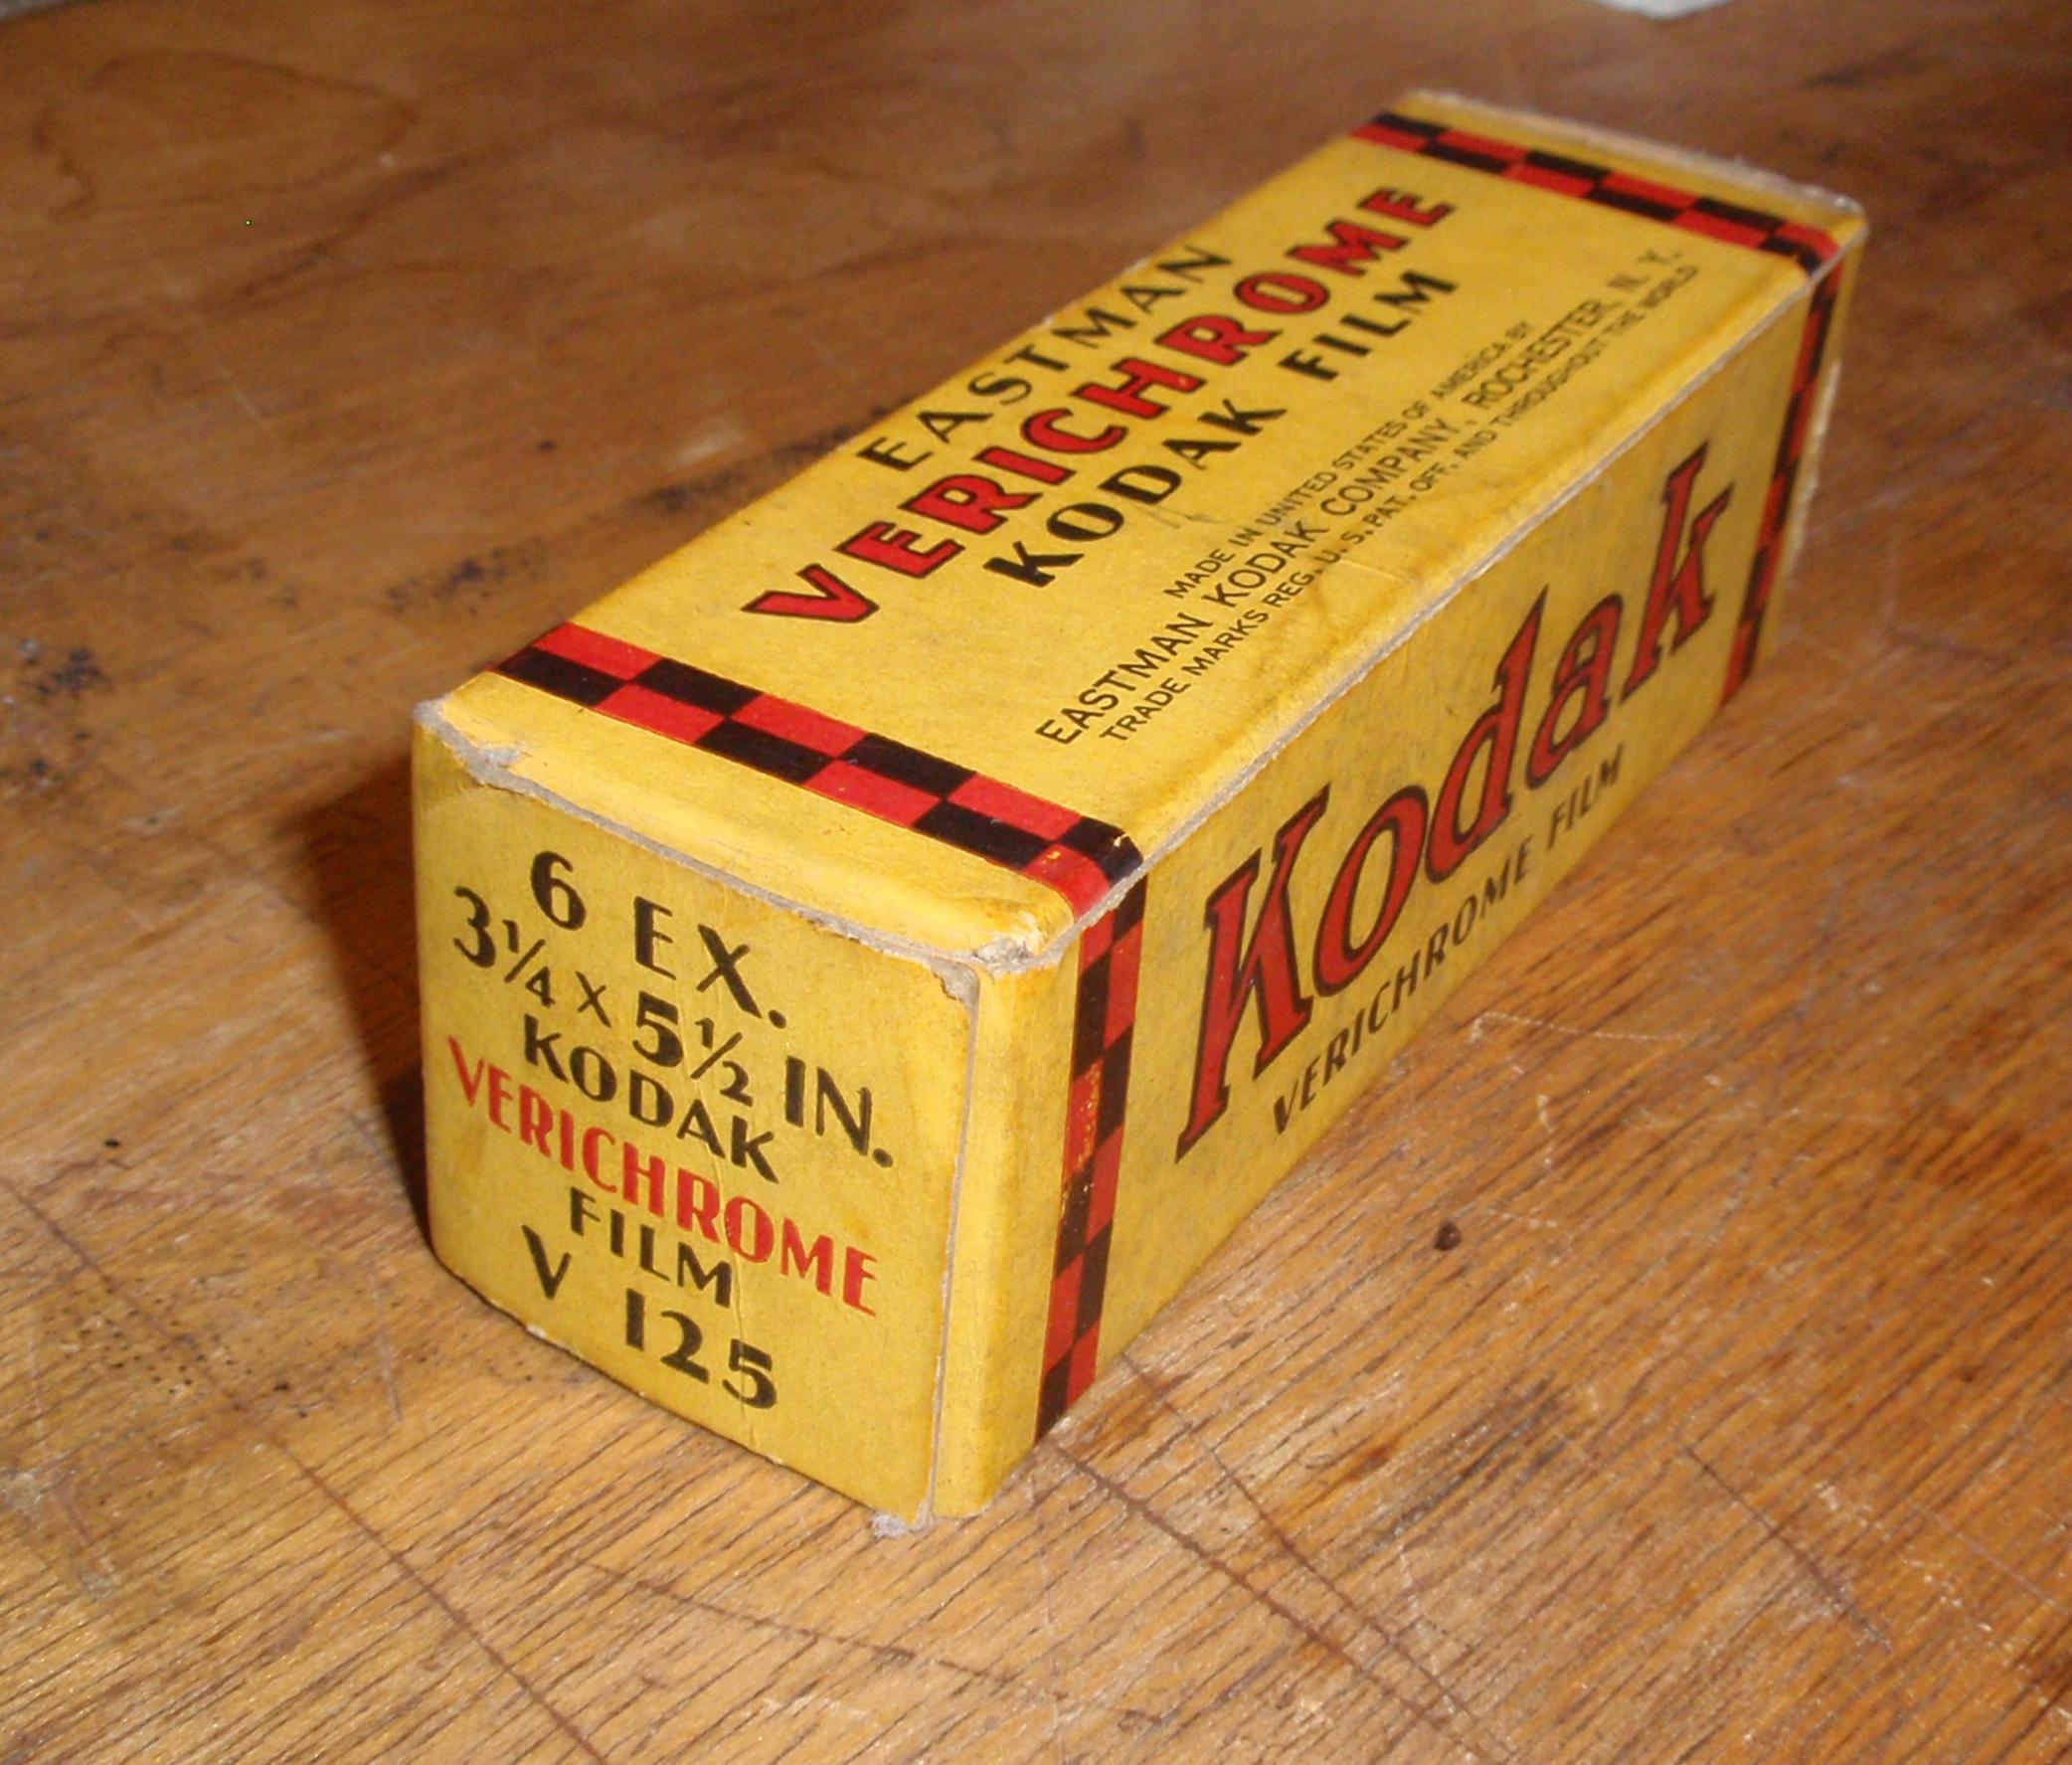 EASTMAN
VERICHROME
KODAK FILM
MADE IN UNITED STATES OF AMERICA BY
EASTMAN KODAK COMPANY, ROCHESTER, N. Y.
TRADE MARKS REG. U. S. PAT. OFF. AND THROUGHOUT THE WORLD
Kodak
VERICHROME FILM
6 EX.
3¼ x 5½ IN.
KODAK
VERICHROME
FILM
V 125